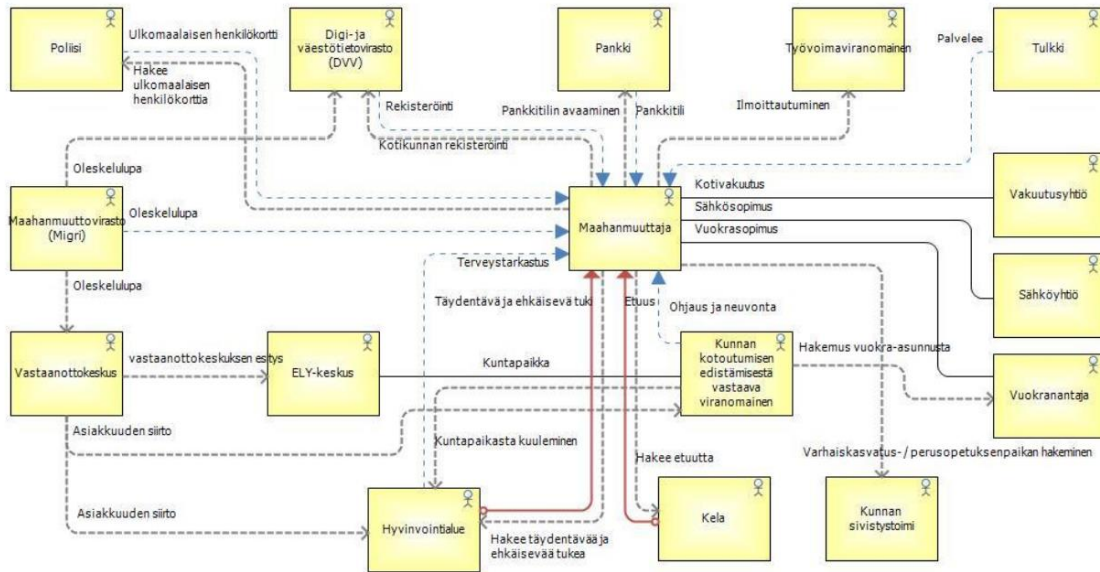 Poliisi
Ulkomaalaisen henkilökortti
Hakee
ulkomaalaisen
henkilökorttia
Digi- ja
väestötietovirasto
(DVV)
Pankki
Työvoimaviranomainen
Palvelee
Tulkki
Rekisteröinti
Pankkitilin avaaminen
Pankkitili
Ilmoittautuminen
Kotikunnan rekisteröinti
Oleskelulupa
Maahanmuuttovirasto
(Migri)
Oleskelulupa
Maahanmuuttaja
Kotivakuutus
Sähkösopimus
Vuokrasopimus
Vakuutusyhtiö
Oleskelulupa
Terveystarkastus
Täydentävä ja ehkäisevä tuki
Etuus
Ohjaus ja neuvonta
Sähköyhtiö
Vastaanottokeskus
vastaanottokeskuksen esitys
ELY-keskus
Kuntapaikka
Kunnan
kotoutumisen
edistämisestä
vastaava
viranomainen
Hakemus vuokra-asunnusta
Vuokranantaja
Asiakkuuden siirto
Kuntapaikasta kuuleminen
Hakee etuutta
Varhaiskasvatus- / perusopetuksenpaikan hakeminen
Asiakkuuden siirto
Hyvinvointialue
Hakee täydentävää ja
ehkäisevää tukea
Kela
Kunnan
sivistystoimi